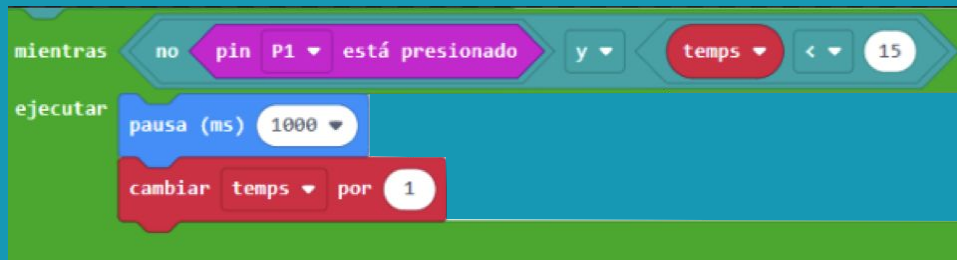 mientras no pin P1 está presionado y temps < 15
ejecutar
pausa (ms) 1000
cambiar temps por 1